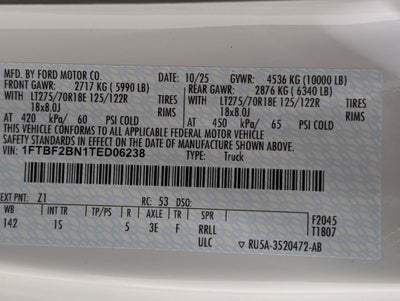 MFD. BY FORD MOTOR CO. 10/25 GVWR: 4536 KG (10000 LB)
FRONT GAWR: 2717 KG ( 5990 LB) REAR GAWR: 2876 KG ( 6340 LB)
WITH WITH
LT275/70R18E 125/122R TIRES LT275/70R18E 125/122R TIRES
18x8.0J RIMS 18x8.0J RIMS
AT 420 kPa/ 60 PSI COLD AT 450 kPa/ 65 PSI COLD
THIS VEHICLE CONFORMS TO ALL APPLICABLE FEDERAL MOTOR VEHICLE
SAFETY STANDARDS IN EFFECT ON THE DATE OF MANUFACTURE SHOWN ABOVE.
VIN: 1FTBF2BN1TED06238 TYPE: Truck
EXT PNT: Z1 RC: 53 DSO:
WB INT TR TP/PS R AXLE TR SPR F2045
142 1S 5 3E F RRLL T1807
ULC RU5A-3520472-AB